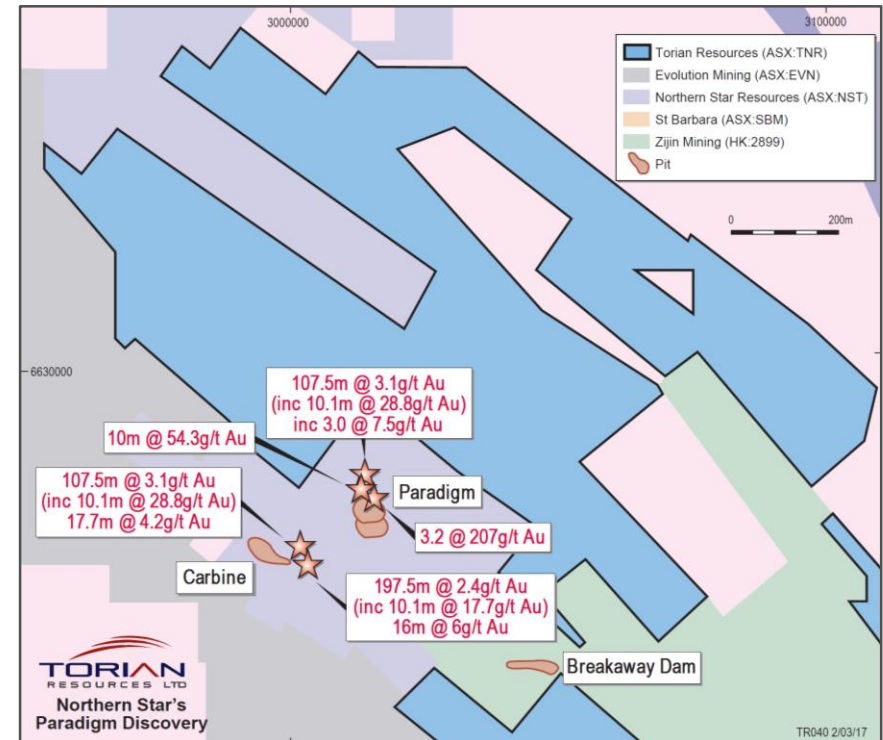 3000000
3100000
Torian Resources (ASX:TNR)
Evolution Mining (ASX:EVN)
Northern Star Resources (ASX:NST)
St Barbara (ASX:SBM)
Zijin Mining (HK:2899)
Pit
0 200m
6630000
107.5m @ 3.1g/t Au
(inc 10.1m @ 28.8g/t Au)
inc 3.0 @ 7.5g/t Au
10m @ 54.3g/t Au
107.5m @ 3.1g/t Au
(inc 10.1m @ 28.8g/t Au)
17.7m @ 4.2g/t Au
Paradigm
3.2 @ 207g/t Au
Carbine
197.5m @ 2.4g/t Au
(inc 10.1m @ 17.7g/t Au)
16m @ 6g/t Au
Breakaway Dam
TORIAN
RESOURCES LTD
Northern Star's
Paradigm Discovery
TR040 2/03/17